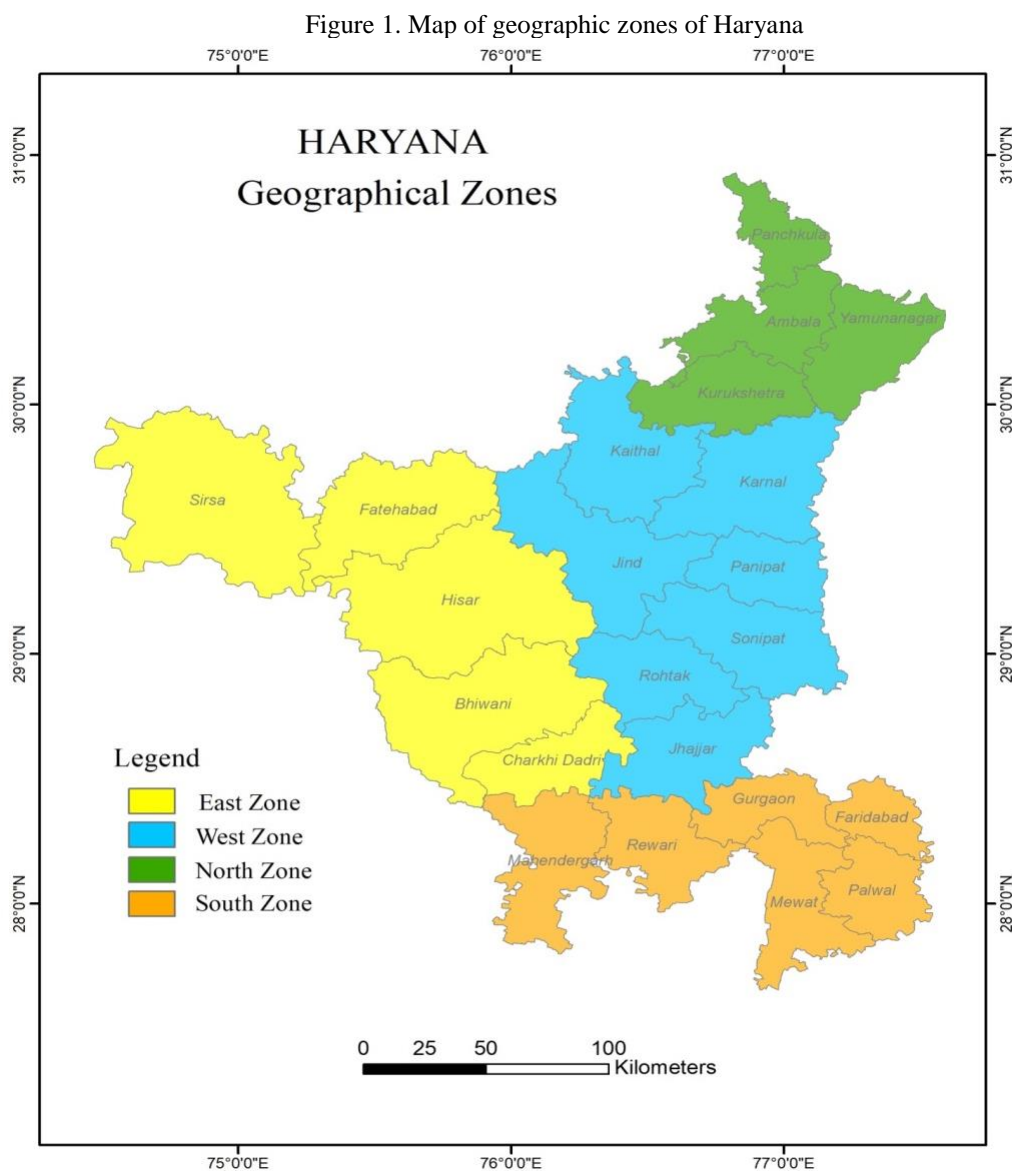 Figure 1. Map of geographic zones of Haryana
75°0'0"E 76°0'0"E 77°0'0"E
HARYANA
Geographical Zones
31°0'0"N
31°0'0"N
Panchkula
Ambala
Yamunanagar
Kurukshetra
30°0'0"N
30°0'0"N
Kaithal
Karnal
Sirsa
Fatehabad
Jind
Panipat
Hisar
Sonipat
29°0'0"N
29°0'0"N
Rohtak
Bhiwani
Jhajjar
Charkhi Dadri
Legend
East Zone
West Zone
North Zone
South Zone
Gurgaon
Faridabad
Rewari
Mahendergarh
Mewat
Palwal
28°0'0"N
28°0'0"N
0 25 50 100
Kilometers
75°0'0"E 76°0'0"E 77°0'0"E